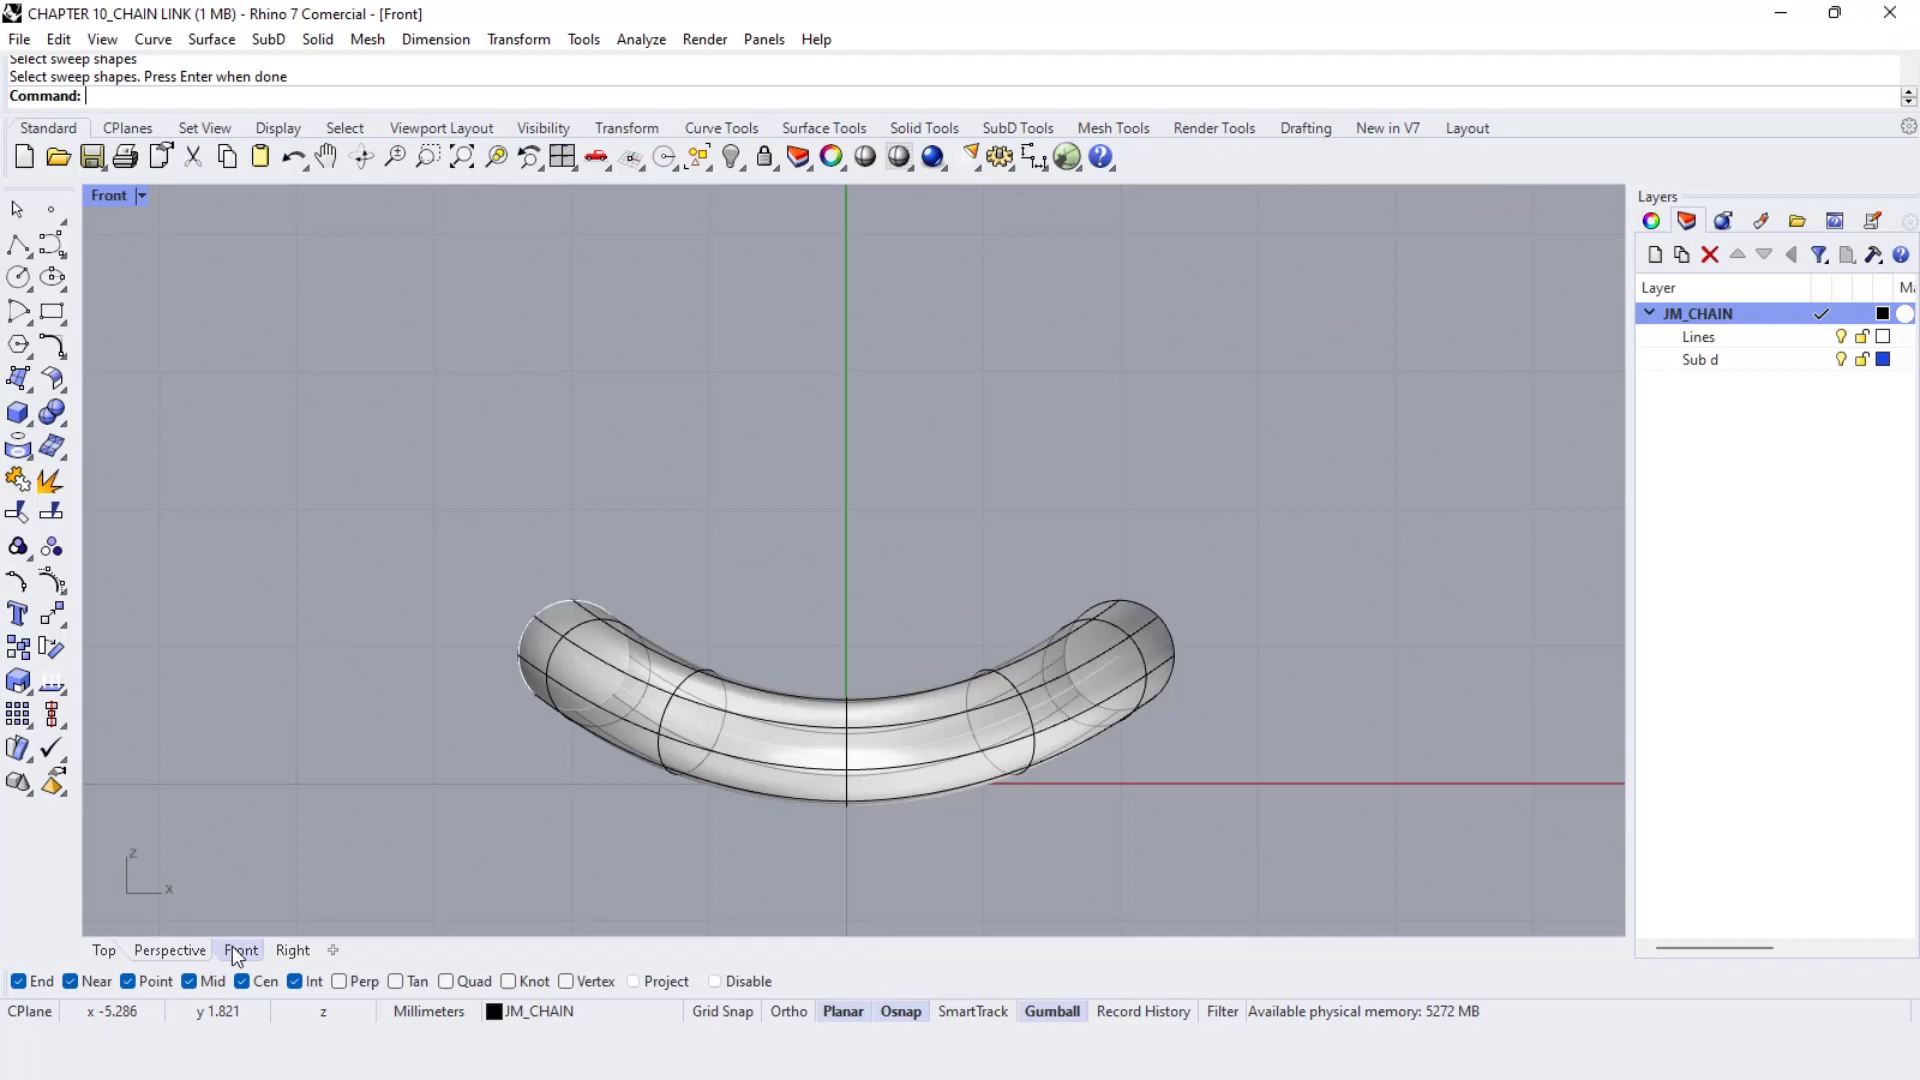 CHAPTER 10_CHAIN LINK (1 MB) - Rhino 7 Comercial - [Front]
File Edit View Curve Surface SubD Solid Mesh Dimension Transform Tools Analyze Render Panels Help
Select sweep shapes
Select sweep shapes. Press Enter when done
Command:
Standard CPlanes Set View Display Select Viewport Layout Visibility Transform Curve Tools Surface Tools Solid Tools SubD Tools Mesh Tools Render Tools Drafting New in V7 Layout
Front
Layers
Layer Ma
JM_CHAIN
Lines
Sub d
z
x
Top Perspective Front Right
End Near Point Mid Cen Int Perp Tan Quad Knot Vertex Project Disable
CPlane x -5.286 y 1.821 z Millimeters JM_CHAIN Grid Snap Ortho Planar Osnap SmartTrack Gumball Record History Filter Available physical memory: 5272 MB